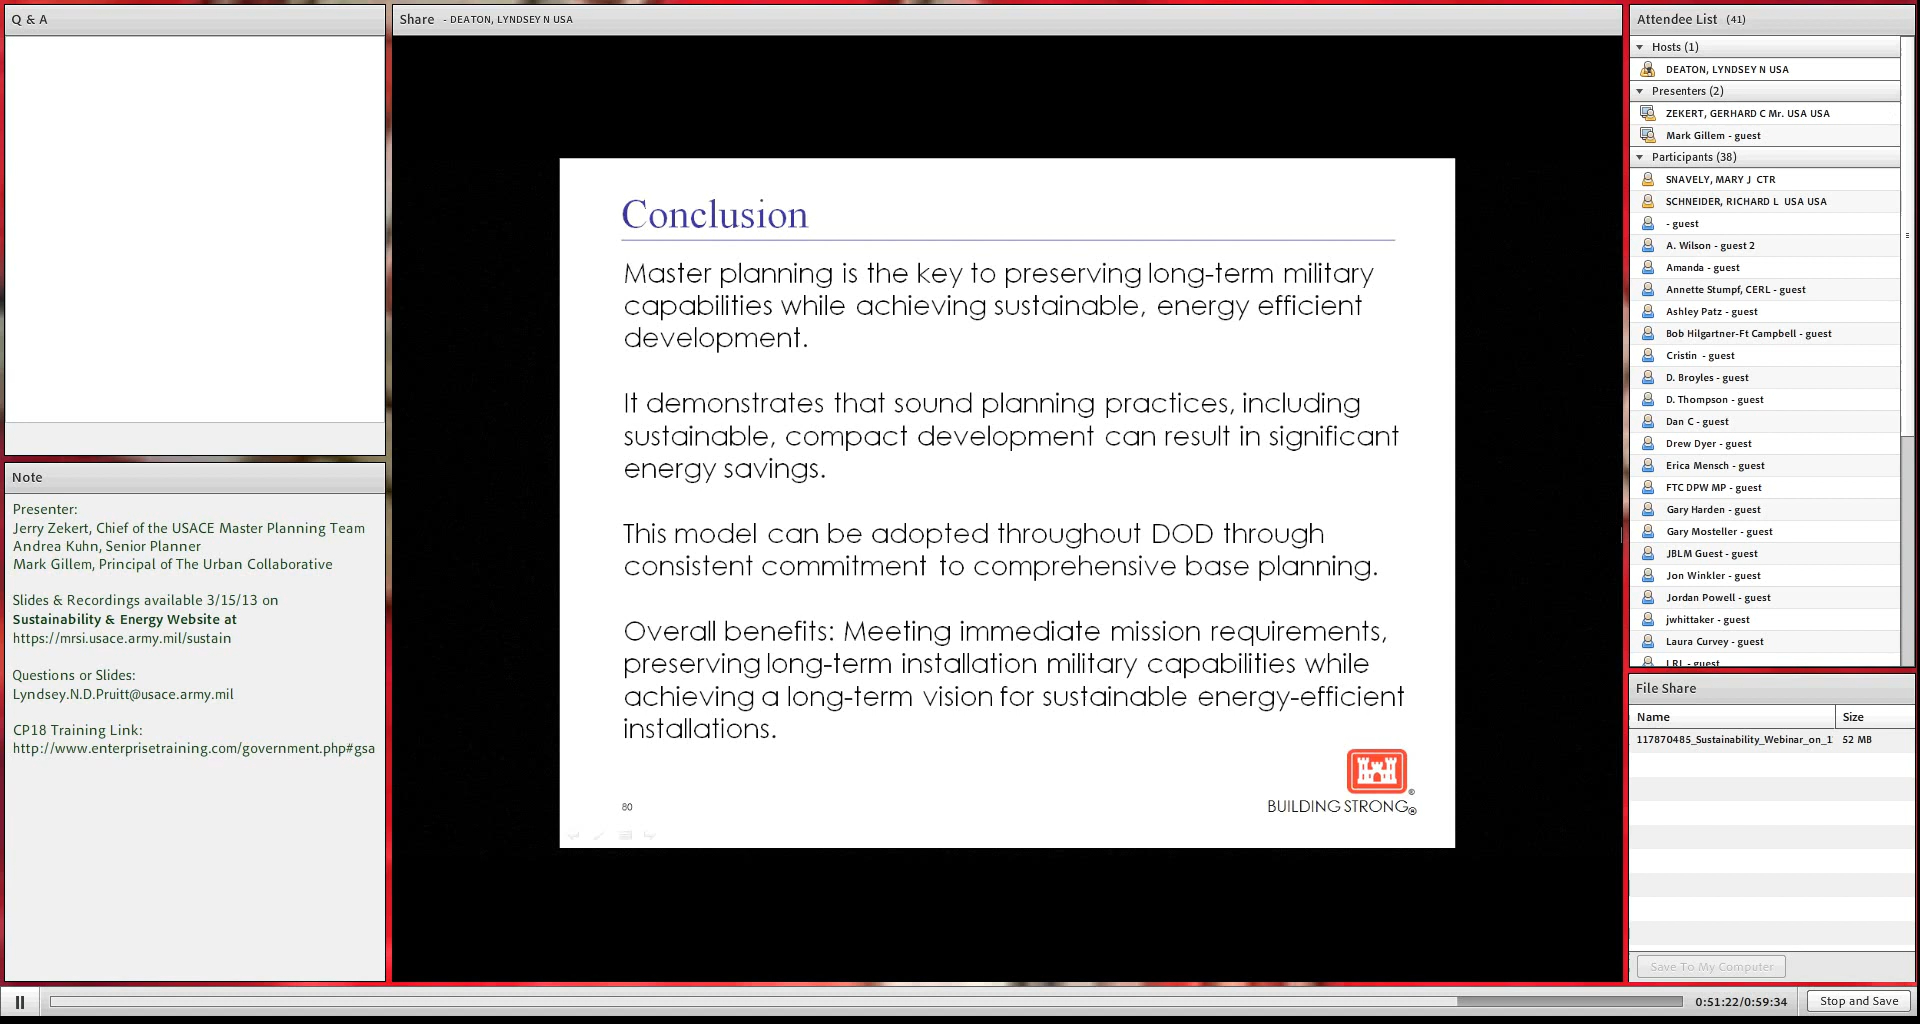 Q & A
Share - DEATON, LYNDSEY N USA
Attendee List (41)
Hosts (1)
DEATON, LYNDSEY N USA
Presenters (2)
ZEKERT, GERHARD C Mr. USA USA
Mark Gillem - guest
Participants (38)
SNAVELY, MARY J CTR
SCHNEIDER, RICHARD L USA USA
- guest
A. Wilson - guest 2
Amanda - guest
Annette Stumpf, CERL - guest
Ashley Patz - guest
Bob Hilgartner-Ft Campbell - guest
Cristin - guest
D. Broyles - guest
D. Thompson - guest
Dan C - guest
Drew Dyer - guest
Erica Mensch - guest
FTC DPW MP - guest
Gary Harden - guest
Gary Mosteller - guest
JBLM Guest - guest
Jon Winkler - guest
Jordan Powell - guest
jwhittaker - guest
Laura Curvey - guest
LRL - guest
Conclusion
Master planning is the key to preserving long-term military
capabilities while achieving sustainable, energy efficient
development.
It demonstrates that sound planning practices, including
sustainable, compact development can result in significant
energy savings.
This model can be adopted throughout DOD through
consistent commitment to comprehensive base planning.
Overall benefits: Meeting immediate mission requirements,
preserving long-term installation military capabilities while
achieving a long-term vision for sustainable energy-efficient
installations.
80
BUILDING STRONG®
Note
Presenter:
Jerry Zekert, Chief of the USACE Master Planning Team
Andrea Kuhn, Senior Planner
Mark Gillem, Principal of The Urban Collaborative
Slides & Recordings available 3/15/13 on
Sustainability & Energy Website at
https://mrsi.usace.army.mil/sustain
Questions or Slides:
Lyndsey.N.D.Pruitt@usace.army.mil
CP18 Training Link:
http://www.enterprisetraining.com/government.php#gsa
File Share
Name Size
117870485_Sustainability_Webinar_on_1 52 MB
Save To My Computer
0:51:22/0:59:34
Stop and Save